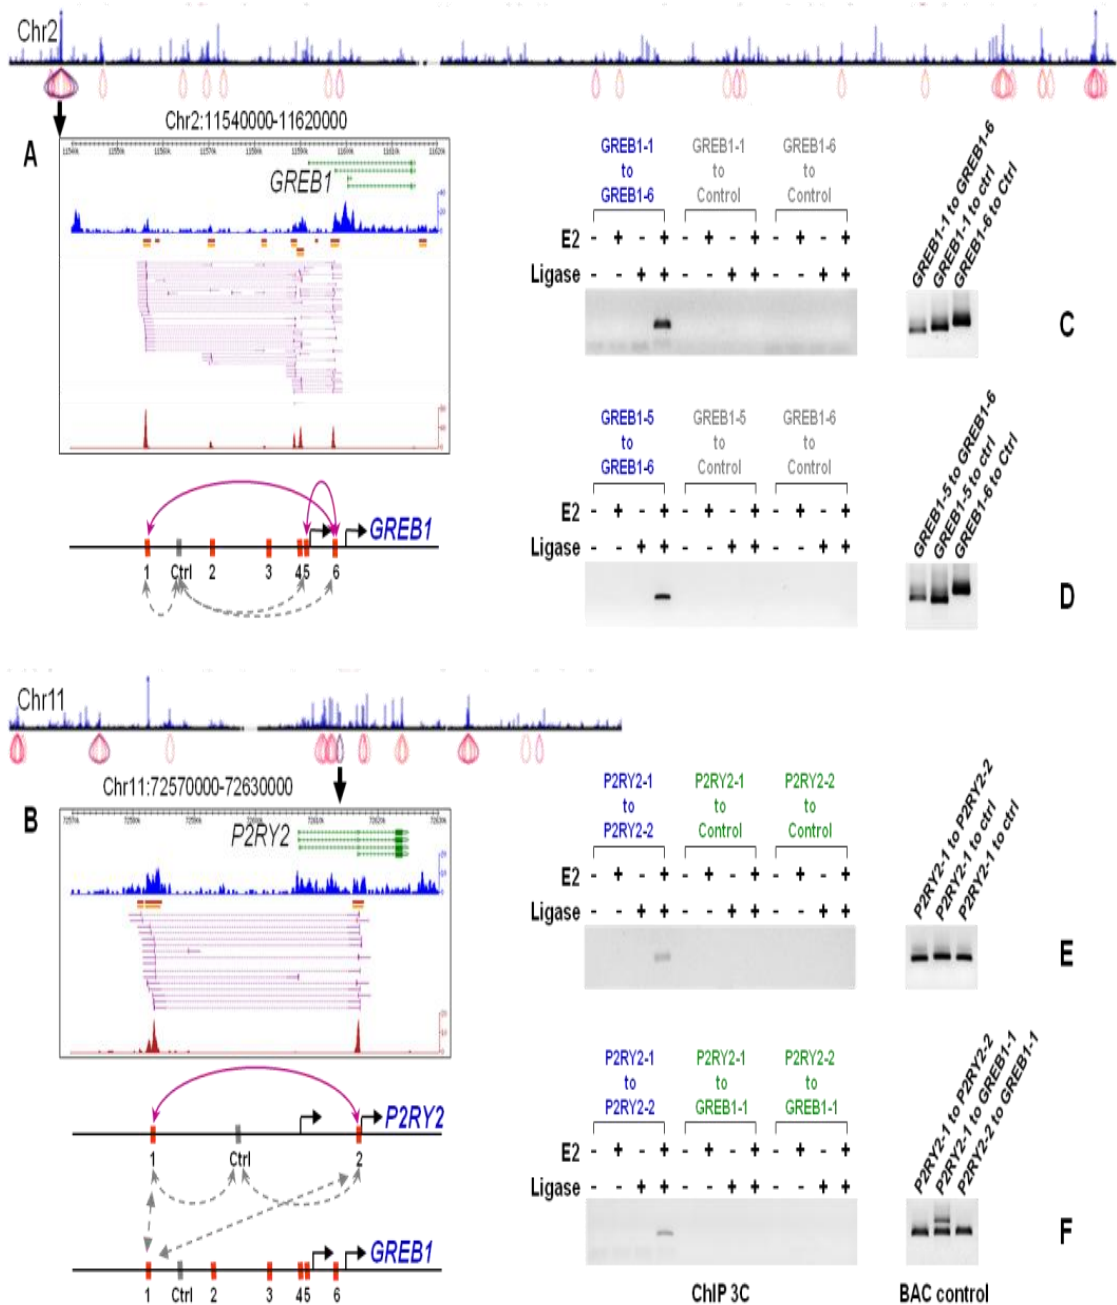 Chr2
Chr2:11540000-11620000
A
GREB1
GREB1-1 to GREB1-6
GREB1-1 to Control
GREB1-6 to Control
E2 - + - + - + - + - + - +
Ligase - - + + - - + + - - + +
GREB1-1 to GREB1-6
GREB1-1 to ctrl
GREB1-6 to Ctrl
C
GREB1-5 to GREB1-6
GREB1-5 to Control
GREB1-6 to Control
E2 - + - + - + - + - + - +
Ligase - - + + - - + + - - + +
GREB1-5 to GREB1-6
GREB1-5 to ctrl
GREB1-6 to Ctrl
D
GREB1
1 Ctrl 2 3 45 6
Chr11
Chr11:72570000-72630000
B
P2RY2
P2RY2-1 to P2RY2-2
P2RY2-1 to Control
P2RY2-2 to Control
E2 - + - + - + - + - + - +
Ligase - - + + - - + + - - + +
P2RY2-1 to P2RY2-2
P2RY2-1 to ctrl
P2RY2-1 to ctrl
E
P2RY2-1 to P2RY2-2
P2RY2-1 to GREB1-1
P2RY2-2 to GREB1-1
E2 - + - + - + - + - + - +
Ligase - - + + - - + + - - + +
P2RY2-1 to P2RY2-2
P2RY2-1 to GREB1-1
P2RY2-2 to GREB1-1
F
P2RY2
1 Ctrl 2
GREB1
1 Ctrl 2 3 45 6
ChIP 3C
BAC control